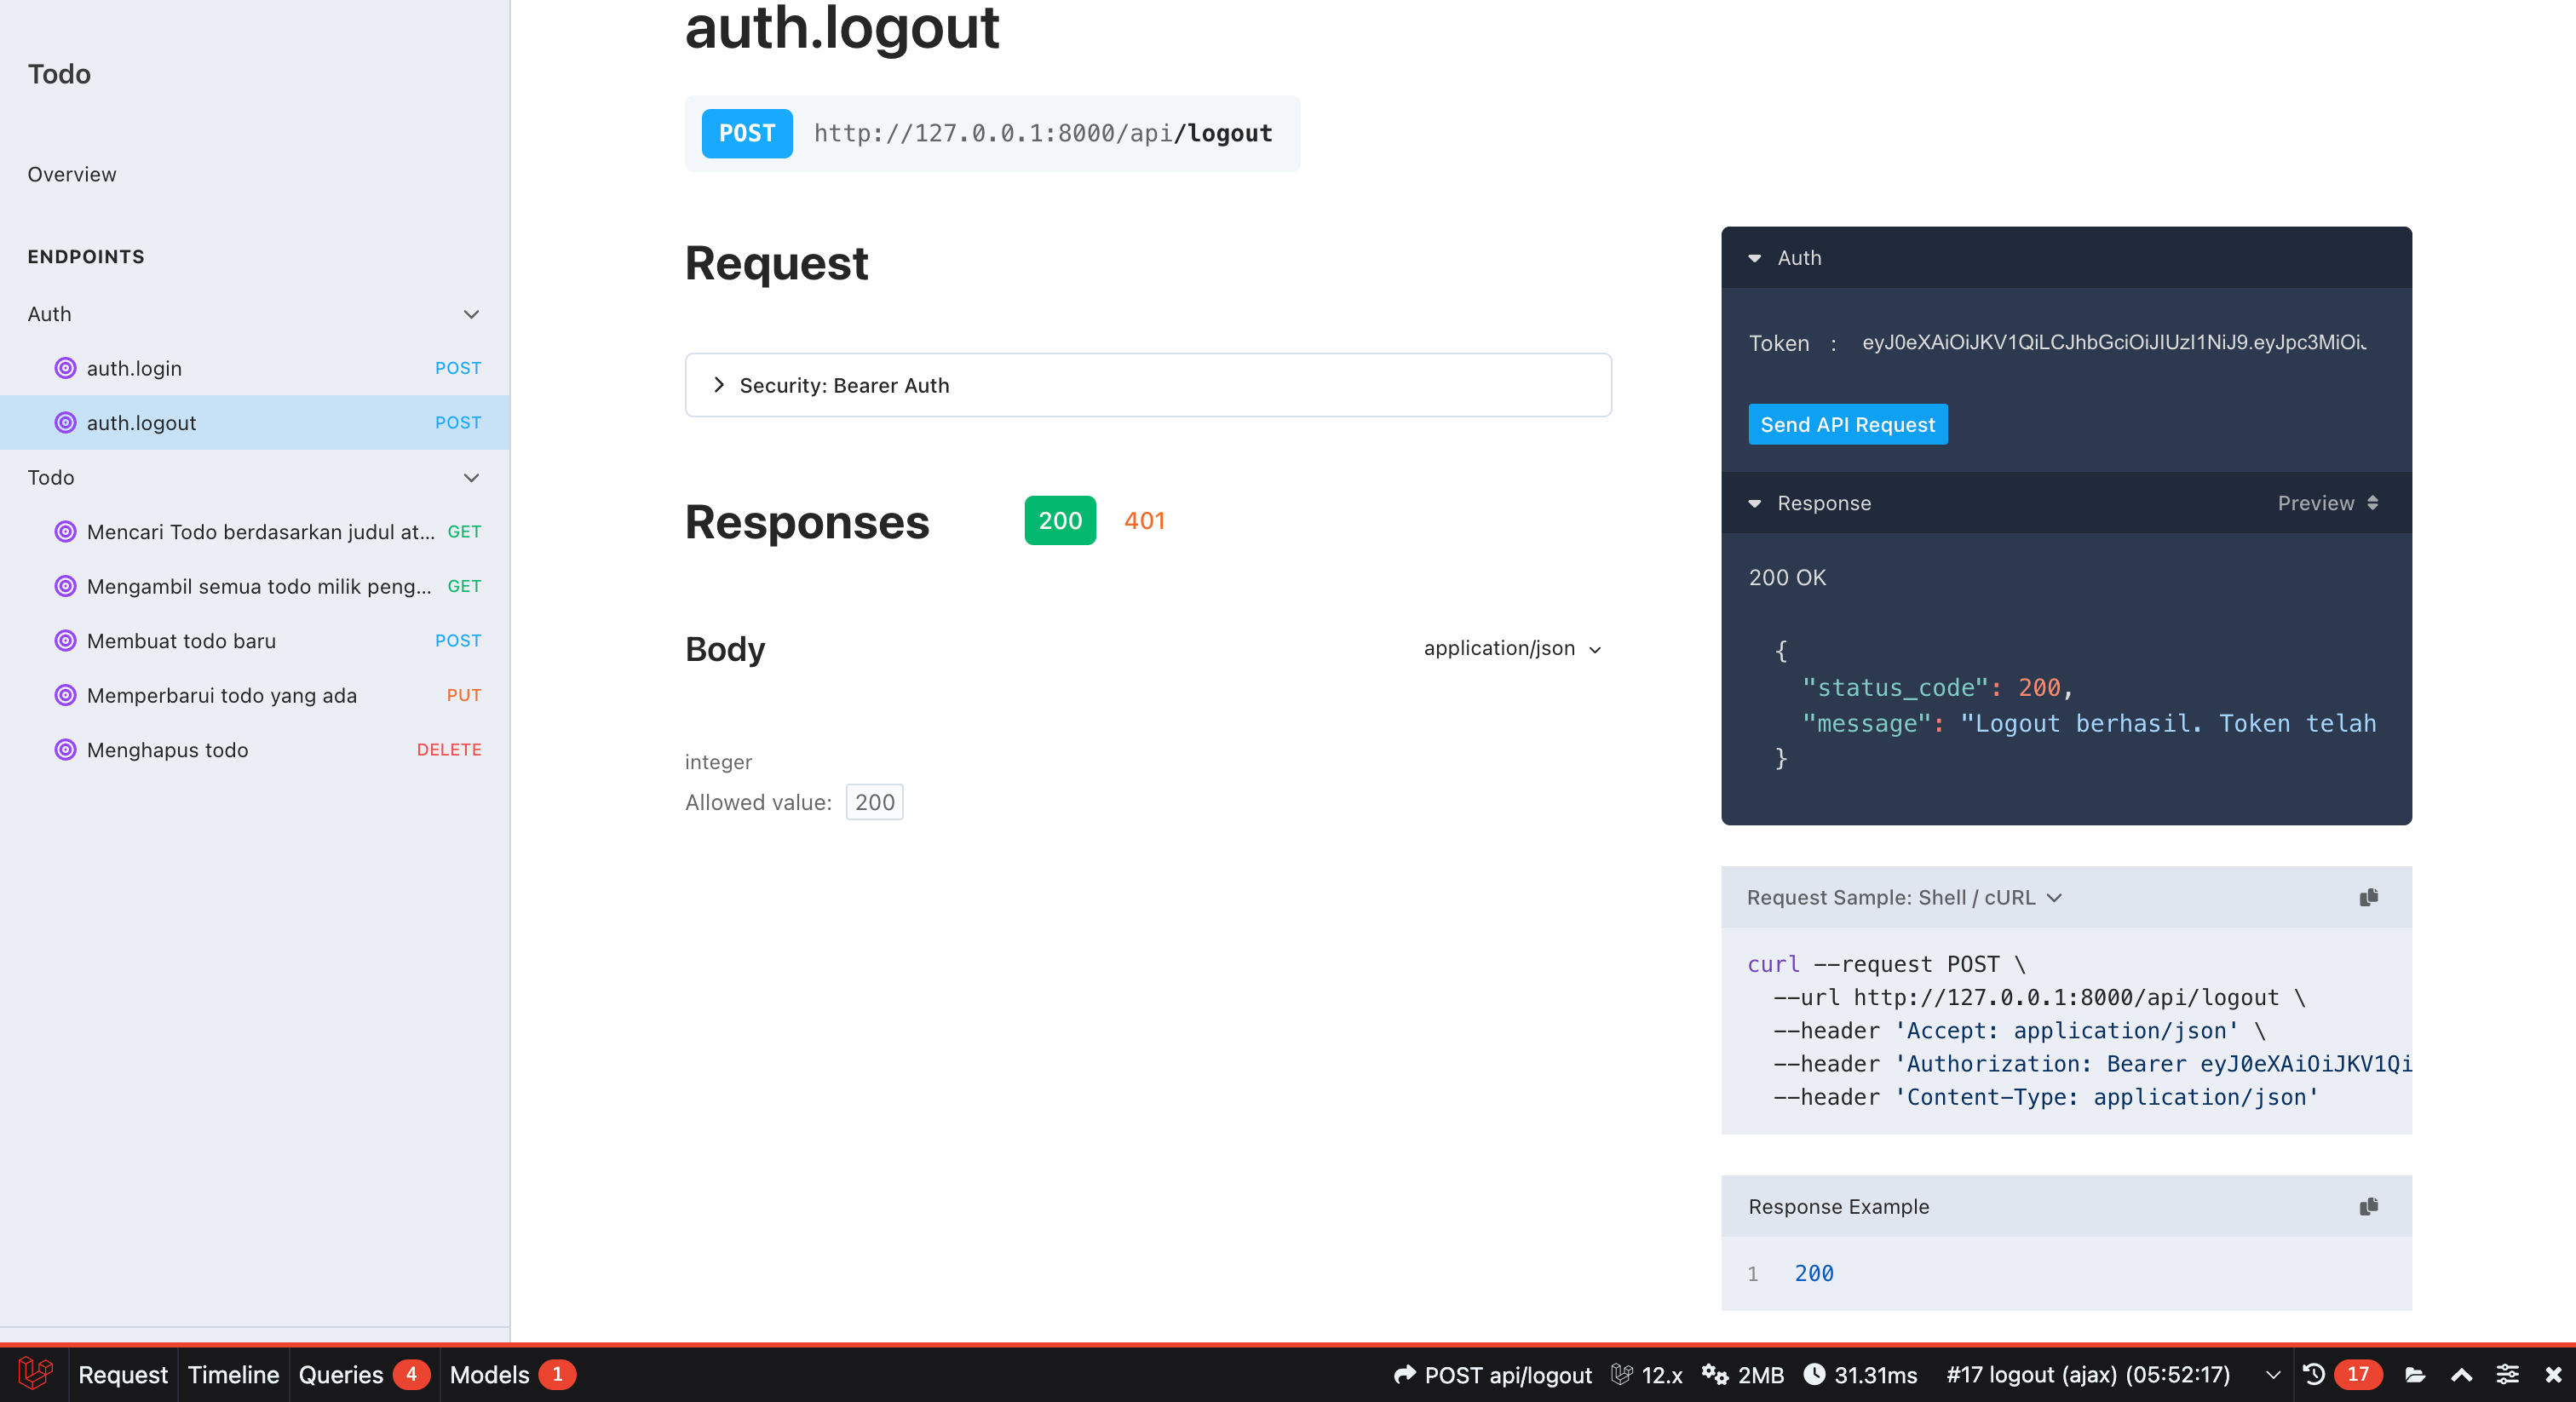 Todo
Overview
ENDPOINTS
Auth
auth.login POST
auth.logout POST
Todo
Mencari Todo berdasarkan judul at... GET
Mengambil semua todo milik peng... GET
Membuat todo baru POST
Memperbarui todo yang ada PUT
Menghapus todo DELETE
auth.logout
POST http://127.0.0.1:8000/api/logout
Request
Security: Bearer Auth
Responses 200 401
Body application/json
integer
Allowed value: 200
Auth
Token : eyJ0eXAiOiJKV1QiLCJhbGciOiJIUzI1NiJ9.eyJpc3MiOiJ
Send API Request
Response Preview
200 OK
{
"status_code": 200,
"message": "Logout berhasil. Token telah
}
Request Sample: Shell / cURL
curl --request POST \
--url http://127.0.0.1:8000/api/logout \
--header 'Accept: application/json' \
--header 'Authorization: Bearer eyJ0eXAiOiJKV1Qi
--header 'Content-Type: application/json'
Response Example
1 200
Request Timeline Queries 4 Models 1 POST api/logout 12.x 2MB 31.31ms #17 logout (ajax) (05:52:17) 17